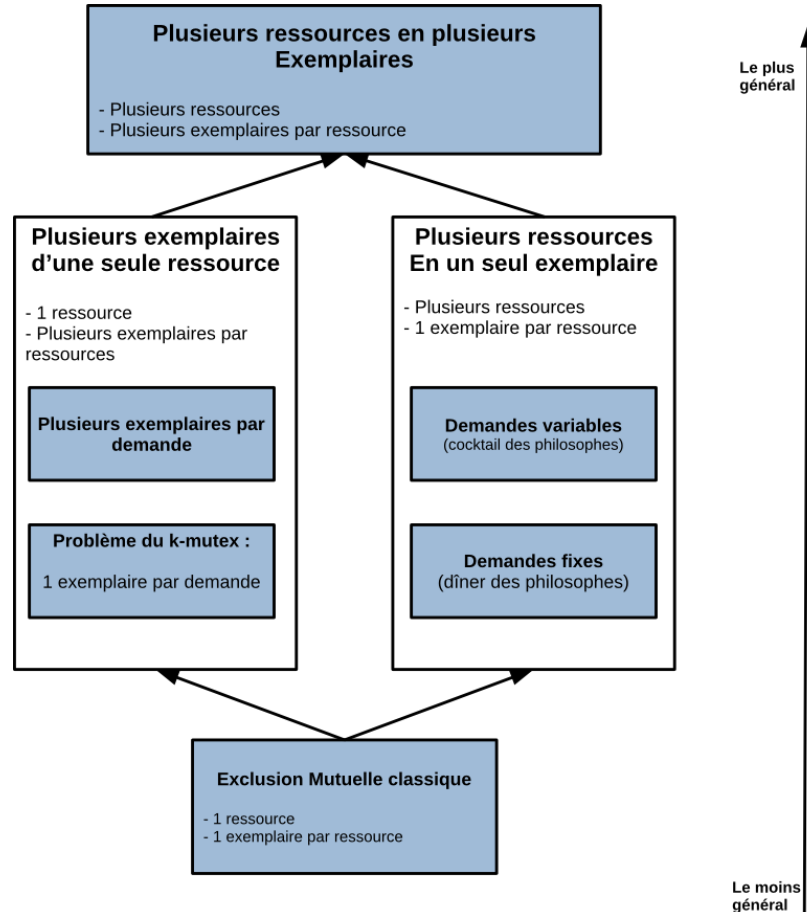 Plusieurs ressources en plusieurs
Exemplaires
- Plusieurs ressources
- Plusieurs exemplaires par ressource
Le plus
général
Plusieurs exemplaires
d’une seule ressource
- 1 ressource
- Plusieurs exemplaires par
ressources
Plusieurs exemplaires par
demande
Problème du k-mutex :
1 exemplaire par demande
Plusieurs ressources
En un seul exemplaire
- Plusieurs ressources
- 1 exemplaire par ressource
Demandes variables
(cocktail des philosophes)
Demandes fixes
(dîner des philosophes)
Exclusion Mutuelle classique
- 1 ressource
- 1 exemplaire par ressource
Le moins
général